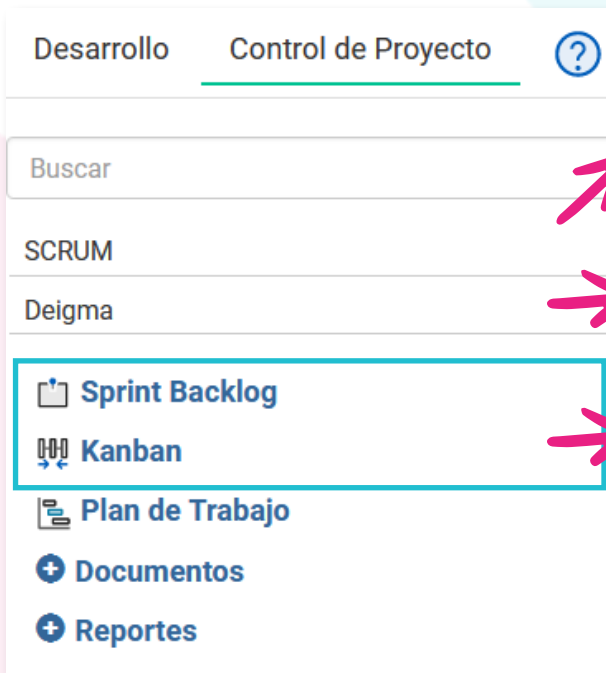 Desarrollo Control de Proyecto ?
Buscar
SCRUM
Deigma
Sprint Backlog
Kanban
Plan de Trabajo
Documentos
Reportes